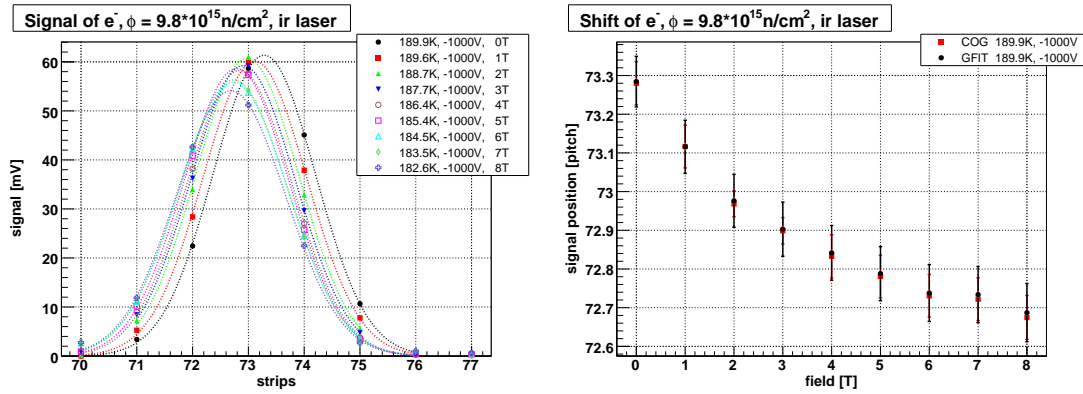 Signal of e⁻, ϕ = 9.8*10¹⁵n/cm², ir laser
189.9K, -1000V, 0T
189.6K, -1000V, 1T
188.7K, -1000V, 2T
187.7K, -1000V, 3T
186.4K, -1000V, 4T
185.4K, -1000V, 5T
184.5K, -1000V, 6T
183.5K, -1000V, 7T
182.6K, -1000V, 8T
signal [mV]
60
50
40
30
20
10
0
70 71 72 73 74 75 76 77
strips
Shift of e⁻, ϕ = 9.8*10¹⁵n/cm², ir laser
COG 189.9K, -1000V
GFIT 189.9K, -1000V
signal position [pitch]
73.3
73.2
73.1
73
72.9
72.8
72.7
72.6
0 1 2 3 4 5 6 7 8
field [T]